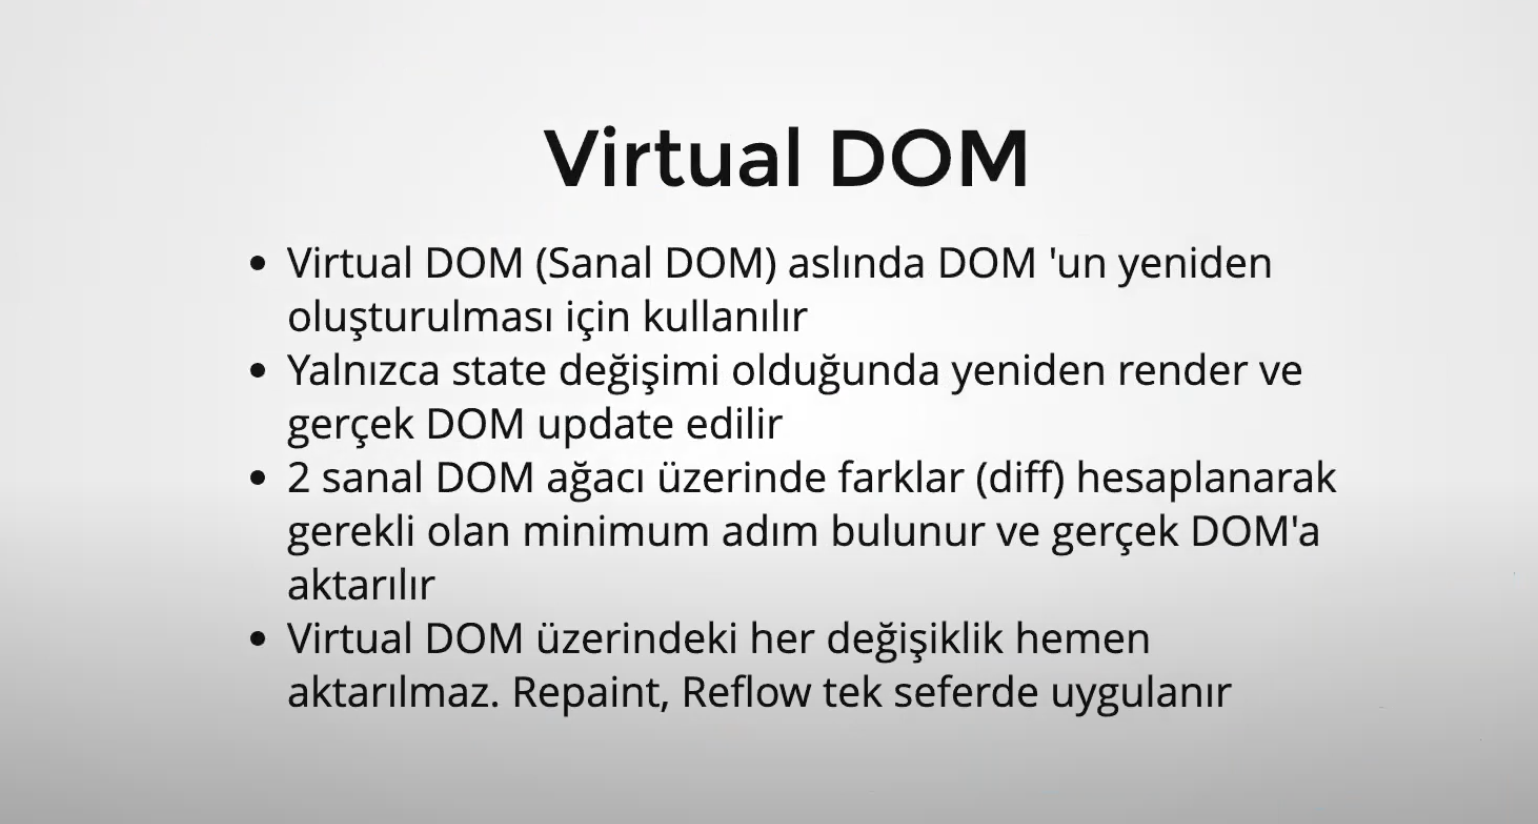 Virtual DOM
• Virtual DOM (Sanal DOM) aslında DOM 'un yeniden
oluşturulması için kullanılır
• Yalnızca state değişimi olduğunda yeniden render ve
gerçek DOM update edilir
• 2 sanal DOM ağacı üzerinde farklar (diff) hesaplanarak
gerekli olan minimum adım bulunur ve gerçek DOM'a
aktarılır
• Virtual DOM üzerindeki her değişiklik hemen
aktarılmaz. Repaint, Reflow tek seferde uygulanır